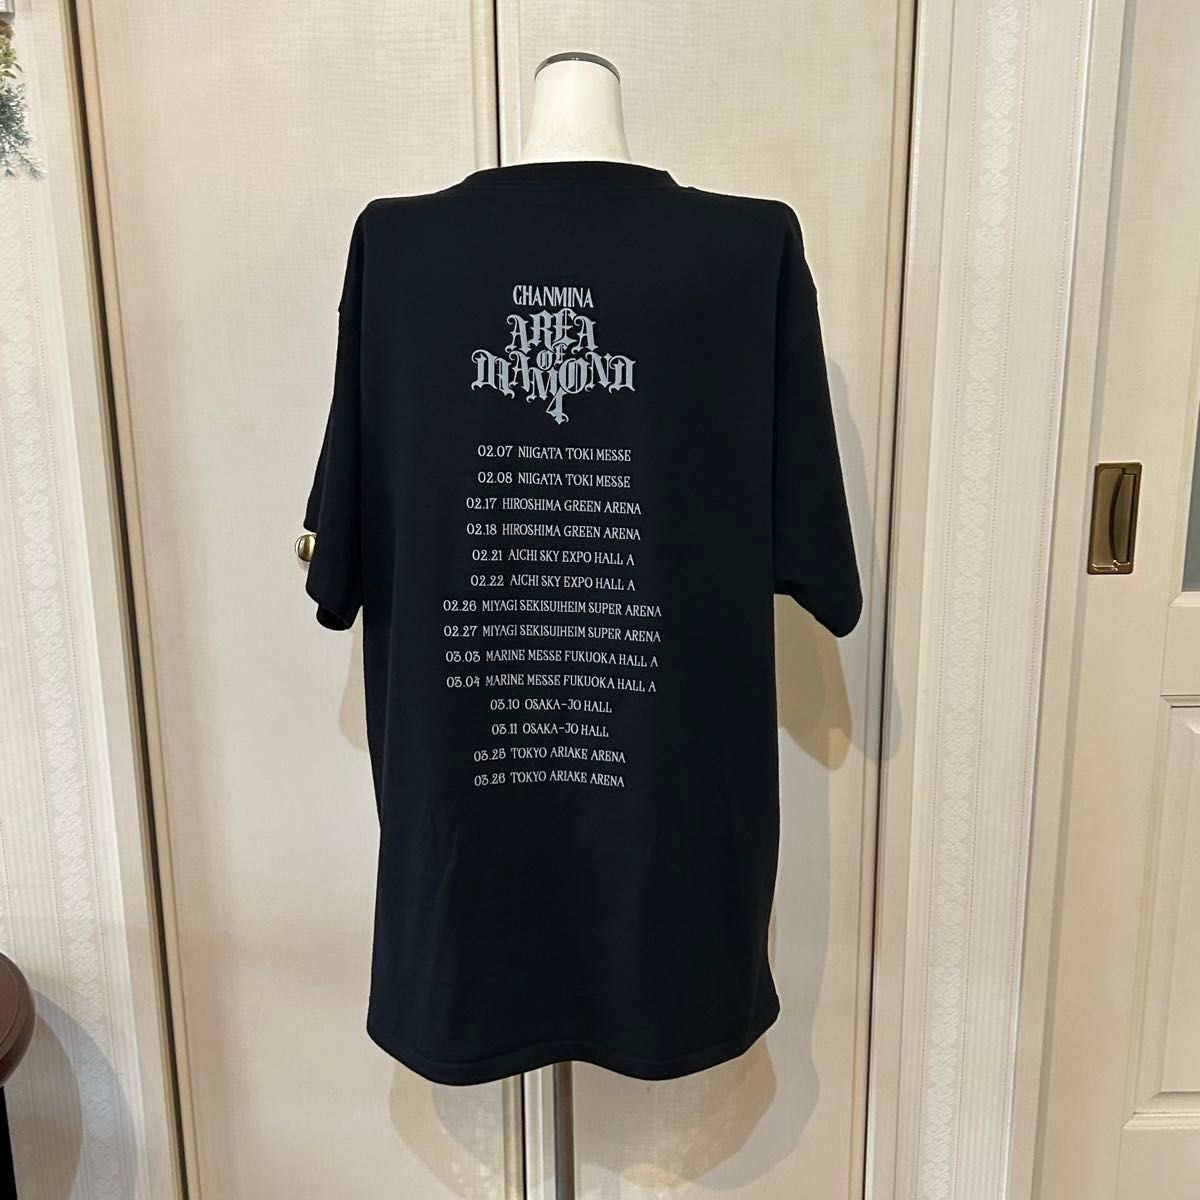 CHANMINA
AREA
OF
DIAMOND
4
02.07 NIIGATA TOKI MESSE
02.08 NIIGATA TOKI MESSE
02.17 HIROSHIMA GREEN ARENA
02.18 HIROSHIMA GREEN ARENA
02.21 AICHI SKY EXPO HALL A
02.22 AICHI SKY EXPO HALL A
02.26 MIYAGI SEKISUIHEIM SUPER ARENA
02.27 MIYAGI SEKISUIHEIM SUPER ARENA
03.03 MARINE MESSE FUKUOKA HALL A
03.04 MARINE MESSE FUKUOKA HALL A
03.10 OSAKA-JO HALL
03.11 OSAKA-JO HALL
03.25 TOKYO ARIAKE ARENA
03.26 TOKYO ARIAKE ARENA